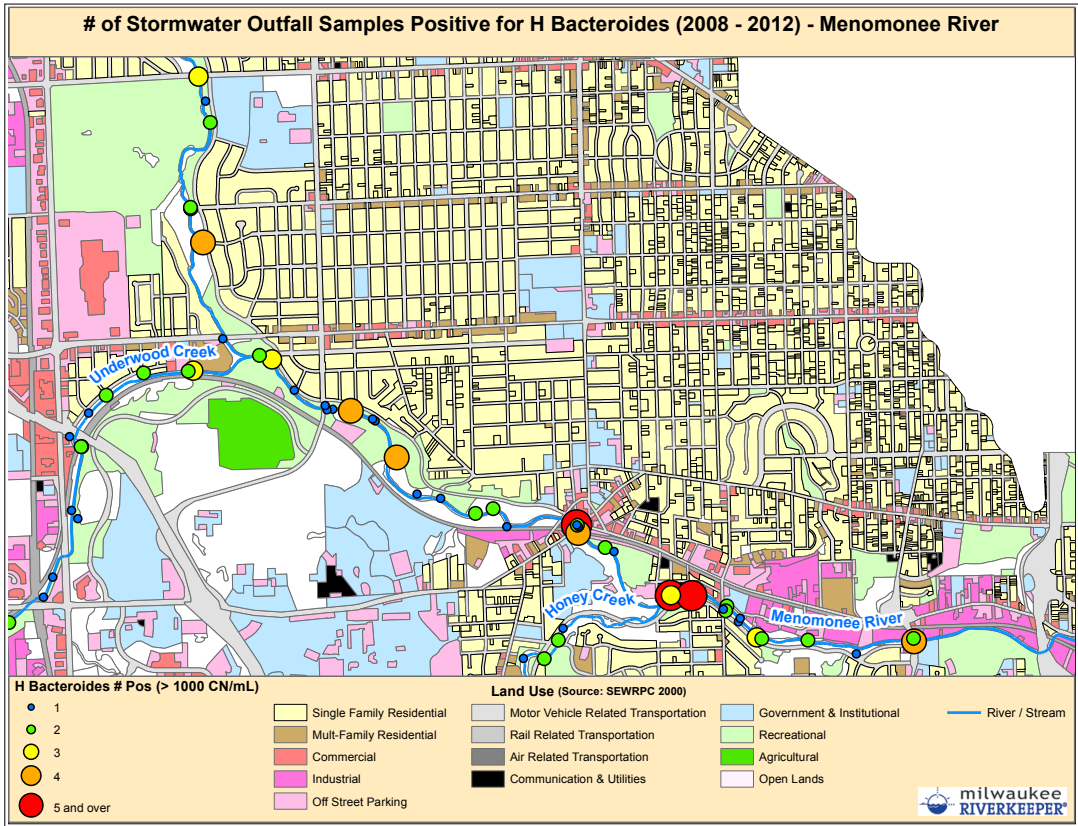 # of Stormwater Outfall Samples Positive for H Bacteroides (2008 - 2012) - Menomonee River
Underwood Creek
Honey Creek
Menomonee River
H Bacteroides # Pos (> 1000 CN/mL)
1
2
3
4
5 and over
Land Use (Source: SEWRPC 2000)
Single Family Residential
Mult-Family Residential
Commercial
Industrial
Off Street Parking
Motor Vehicle Related Transportation
Rail Related Transportation
Air Related Transportation
Communication & Utilities
Government & Institutional
Recreational
Agricultural
Open Lands
River / Stream
milwaukee
RIVERKEEPER®